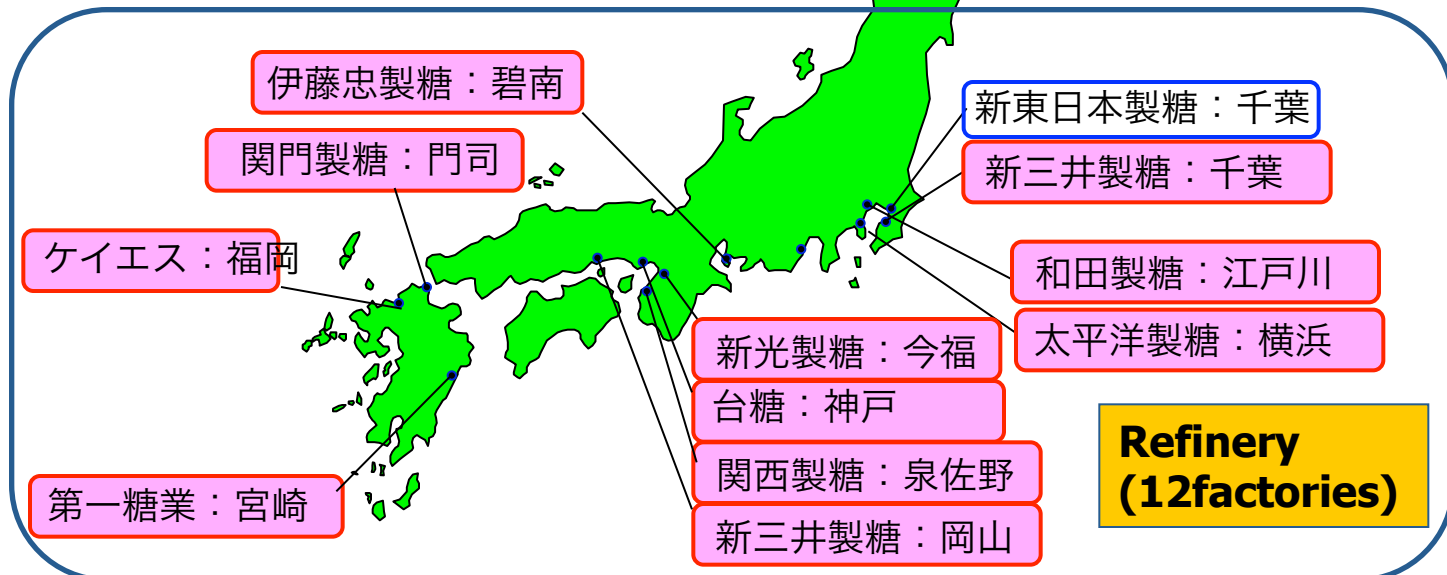 伊藤忠製糖：碧南
関門製糖：門司
ケイエス：福岡
第一糖業：宮崎
新東日本製糖：千葉
新三井製糖：千葉
和田製糖：江戸川
太平洋製糖：横浜
新光製糖：今福
台糖：神戸
関西製糖：泉佐野
新三井製糖：岡山
Refinery
(12factories)